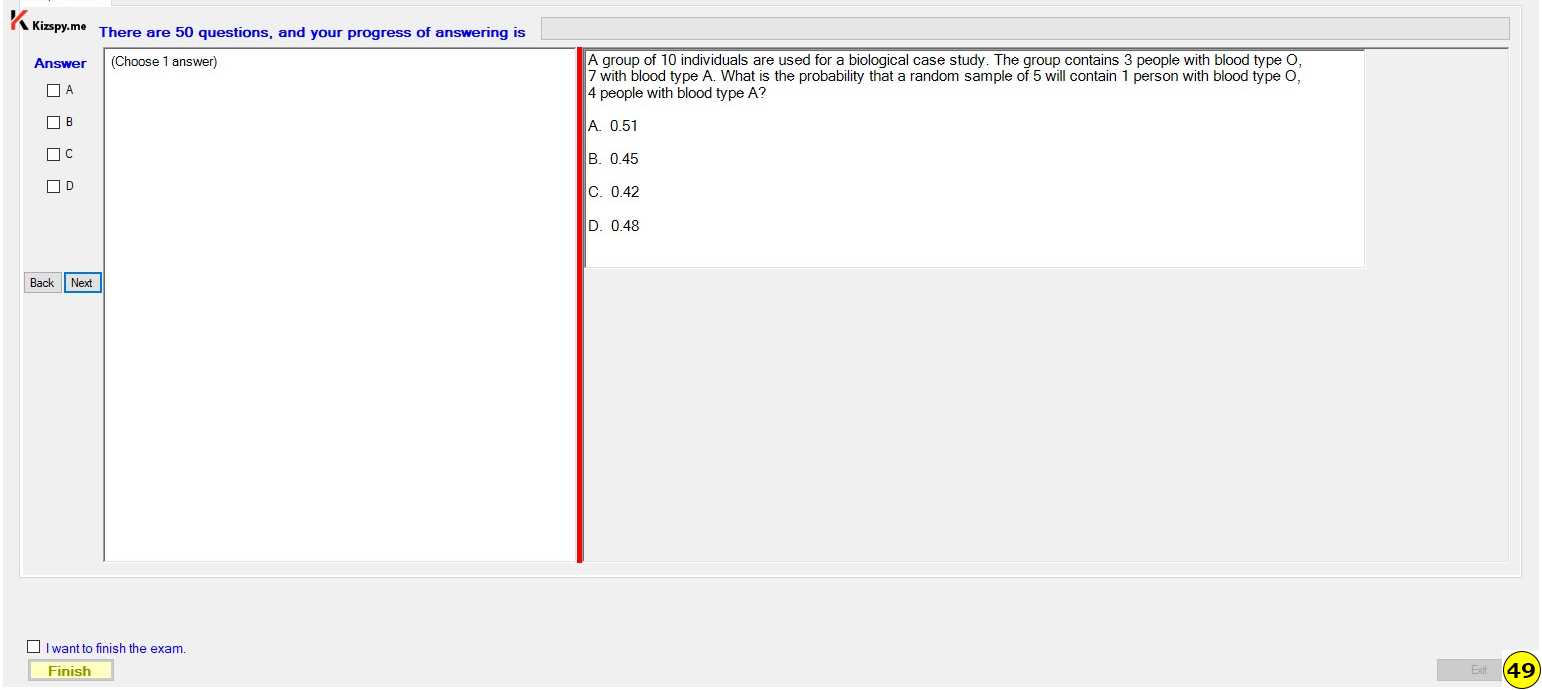 Kizspy.me
There are 50 questions, and your progress of answering is
Answer
A
B
C
D
Back
Next
(Choose 1 answer)
A group of 10 individuals are used for a biological case study. The group contains 3 people with blood type O,
7 with blood type A. What is the probability that a random sample of 5 will contain 1 person with blood type O,
4 people with blood type A?
A. 0.51
B. 0.45
C. 0.42
D. 0.48
I want to finish the exam.
Finish
Exit
49